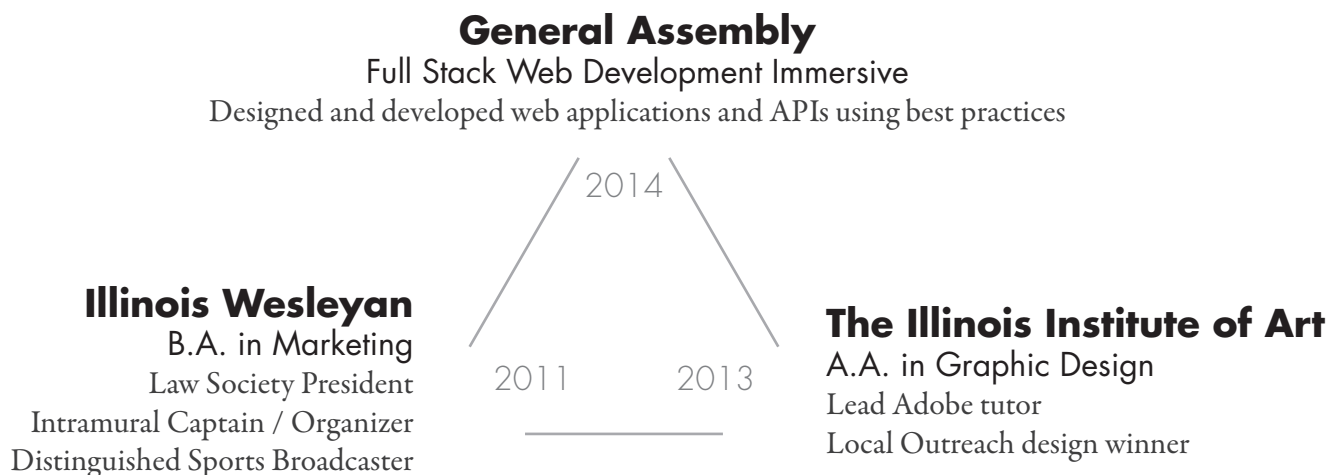 General Assembly
Full Stack Web Development Immersive
Designed and developed web applications and APIs using best practices
2014
Illinois Wesleyan
B.A. in Marketing
Law Society President
Intramural Captain / Organizer
Distinguished Sports Broadcaster
2011
2013
The Illinois Institute of Art
A.A. in Graphic Design
Lead Adobe tutor
Local Outreach design winner